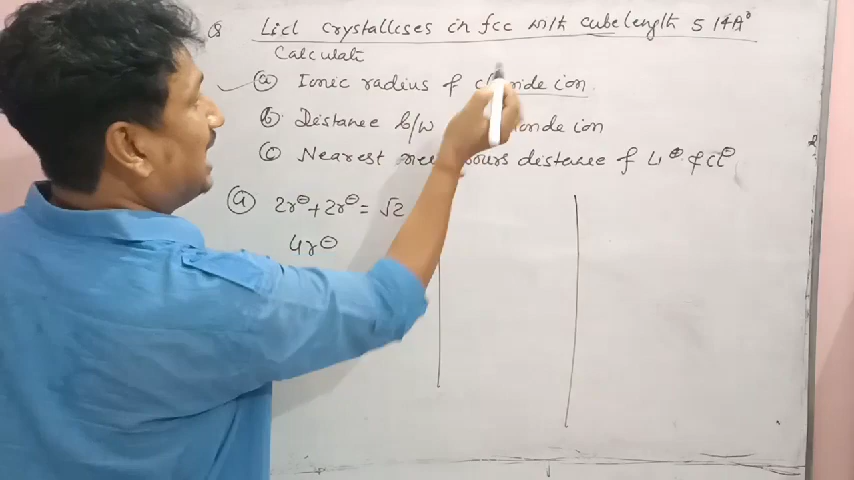 Q Licl crystallises in fcc with cube length 5 14A°
Calculate
(a) Ionic radius of chloride ion.
(b) Distance b/w onde ion
(c) Nearest neighbours distance of Li⊕ & Cl⊖
(a) 2r⊖+2r⊖= √2
4r⊖